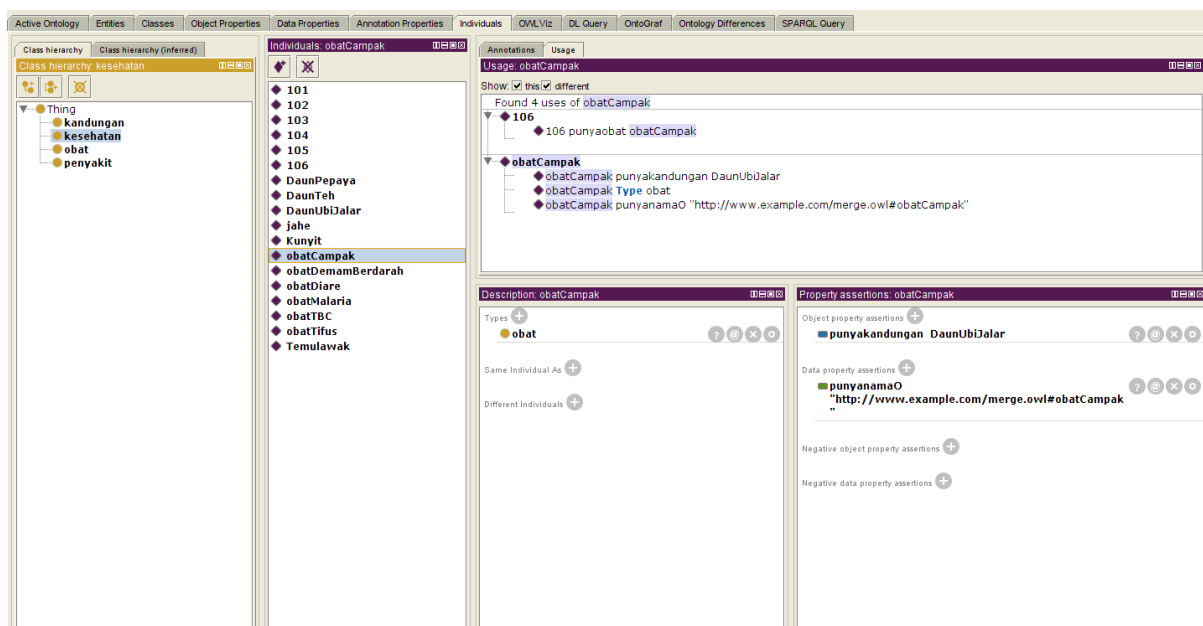 Active Ontology Entities Classes Object Properties Data Properties Annotation Properties Individuals OWLViz DL Query OntoGraf Ontology Differences SPARQL Query
Class hierarchy Class hierarchy (inferred)
Class hierarchy: kesehatan
Thing
kandungan
kesehatan
obat
penyakit
Individuals: obatCampak
101
102
103
104
105
106
DaunPepaya
DaunTeh
DaunUbiJalar
jahe
Kunyit
obatCampak
obatDemamBerdarah
obatDiare
obatMalaria
obatTBC
obatTifus
Temulawak
Annotations Usage
Usage: obatCampak
Show: this different
Found 4 uses of obatCampak
106
106 punyaobat obatCampak
obatCampak
obatCampak punyakandungan DaunUbiJalar
obatCampak Type obat
obatCampak punyanamaO "http://www.example.com/merge.owl#obatCampak"
Description: obatCampak
Types
obat
Same Individual As
Different Individuals
Property assertions: obatCampak
Object property assertions
punyakandungan DaunUbiJalar
Data property assertions
punyanamaO
"http://www.example.com/merge.owl#obatCampak
"
Negative object property assertions
Negative data property assertions